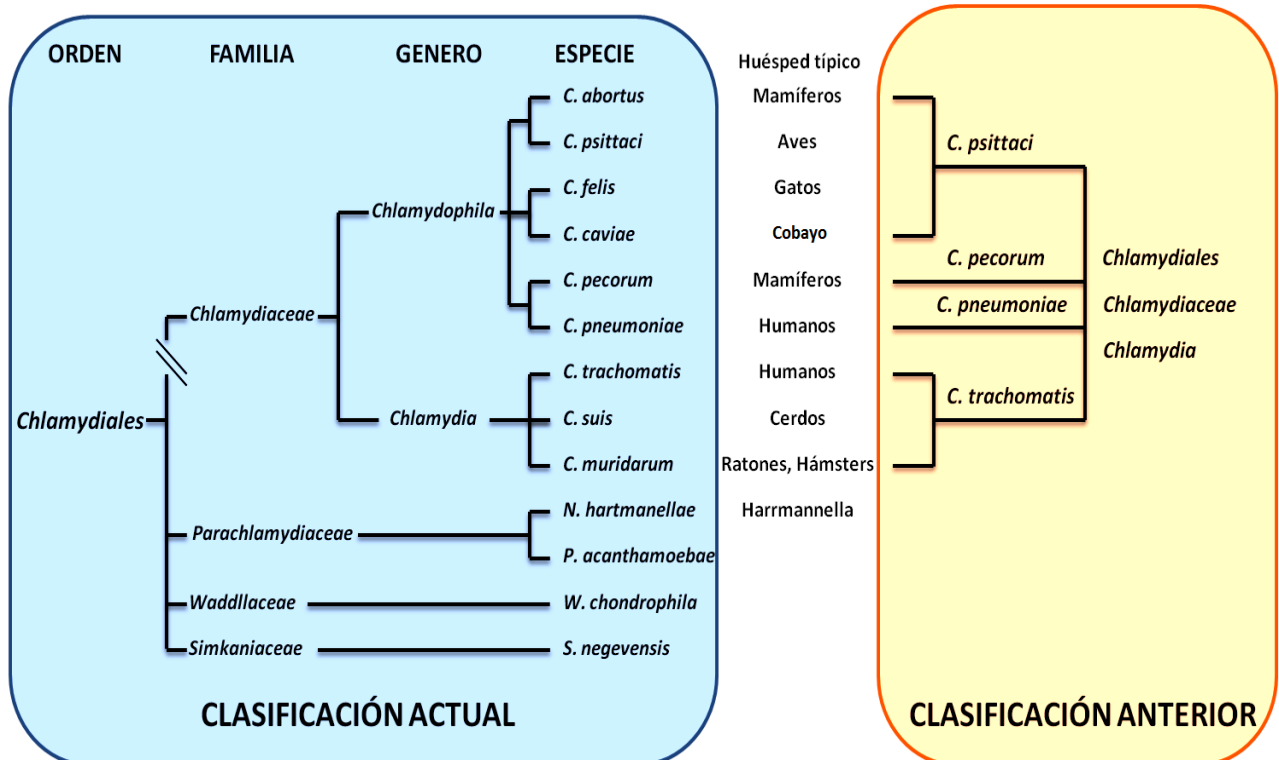 ORDEN FAMILIA GENERO ESPECIE
Huésped típico
C. abortus Mamíferos
C. psittaci Aves C. psittaci
C. felis Gatos
Chlamydophila
C. caviae Cobayo
C. pecorum Mamíferos C. pecorum Chlamydiales
Chlamydiaceae C. pneumoniae Humanos C. pneumoniae Chlamydiaceae
Chlamydia
C. trachomatis Humanos
C. trachomatis
Chlamydiales Chlamydia C. suis Cerdos
C. muridarum Ratones, Hámsters
N. hartmanellae Harrmannella
Parachlamydiaceae
P. acanthamoebae
Waddllaceae W. chondrophila
Simkaniaceae S. negevensis
CLASIFICACIÓN ACTUAL CLASIFICACIÓN ANTERIOR